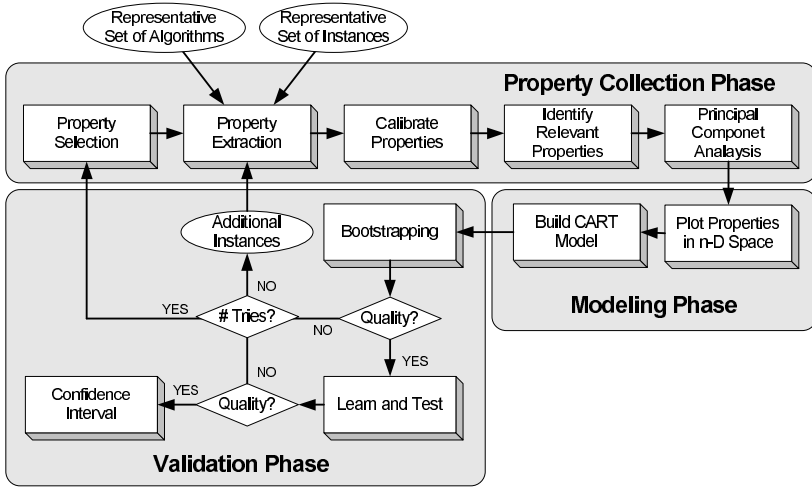 Representative
Set of Algorithms
Representative
Set of Instances
Property Collection Phase
Property
Selection
Property
Extraction
Calibrate
Properties
Identify
Relevant
Properties
Principal
Componet
Analaysis
Additional
Instances
Bootstrapping
Build CART
Model
Plot Properties
in n-D Space
NO
YES
# Tries?
NO
Quality?
Modeling Phase
YES
NO
Confidence
Interval
YES
Quality?
Learn and Test
Validation Phase